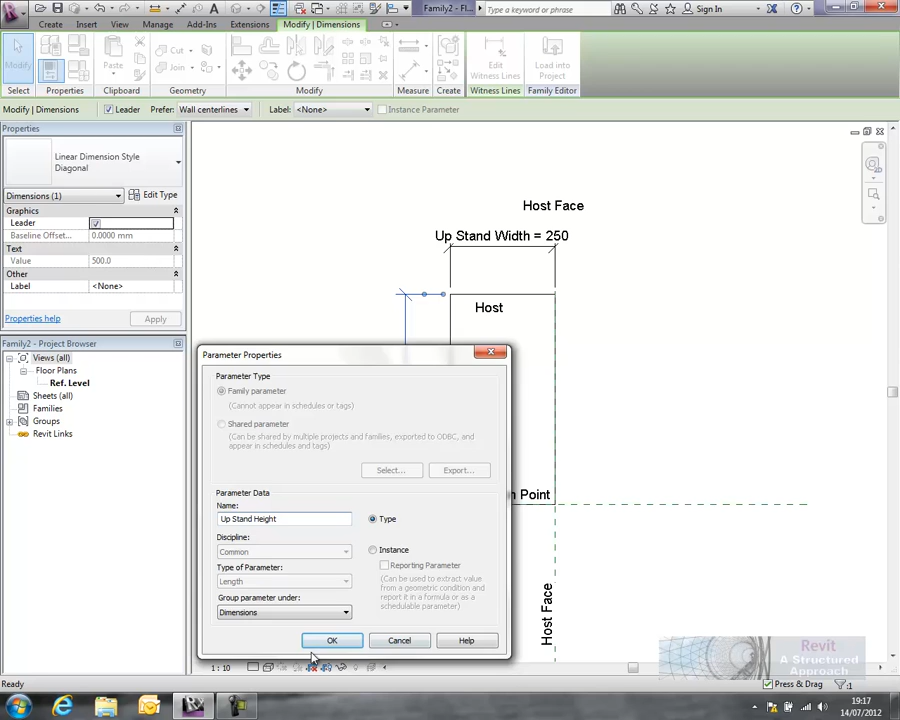 Family2 - Fl...
Type a keyword or phrase
Sign In
Create
Insert
View
Manage
Add-Ins
Extensions
Modify | Dimensions
Modify
Paste
Cut
Join
Edit
Witness Lines
Load into
Project
Select
Properties
Clipboard
Geometry
Modify
Measure
Create
Witness Lines
Family Editor
Modify | Dimensions
Leader
Prefer:
Wall centerlines
Label:
<None>
Instance Parameter
Properties
Linear Dimension Style
Diagonal
Dimensions (1)
Edit Type
Graphics
Leader
Baseline Offset...
0.0000 mm
Text
Value
500.0
Other
Label
<None>
Properties help
Apply
Family2 - Project Browser
Views (all)
Floor Plans
Ref. Level
Sheets (all)
Families
Groups
Revit Links
Host Face
Up Stand Width = 250
Host
n Point
Host Face
Parameter Properties
Parameter Type
Family parameter
(Cannot appear in schedules or tags)
Shared parameter
(Can be shared by multiple projects and families, exported to ODBC, and
appear in schedules and tags)
Select...
Export...
Parameter Data
Name:
Up Stand Height
Type
Discipline:
Common
Instance
Type of Parameter:
Length
Reporting Parameter
(Can be used to extract value
from a geometric condition and
report it in a formula or as a
schedulable parameter)
Group parameter under:
Dimensions
OK
Cancel
Help
1 : 10
Revit
A Structured
Approach
Ready
Press & Drag
:1
19:17
14/07/2012